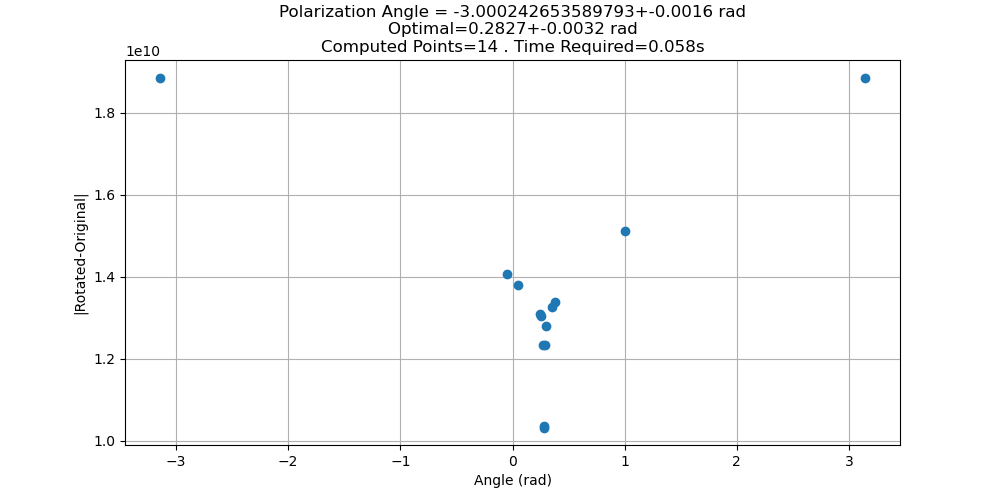 Polarization Angle = -3.000242653589793+-0.0016 rad
Optimal=0.2827+-0.0032 rad
Computed Points=14 . Time Required=0.058s
1e10
1.8
1.6
1.4
1.2
1.0
|Rotated-Original|
−3 −2 −1 0 1 2 3
Angle (rad)